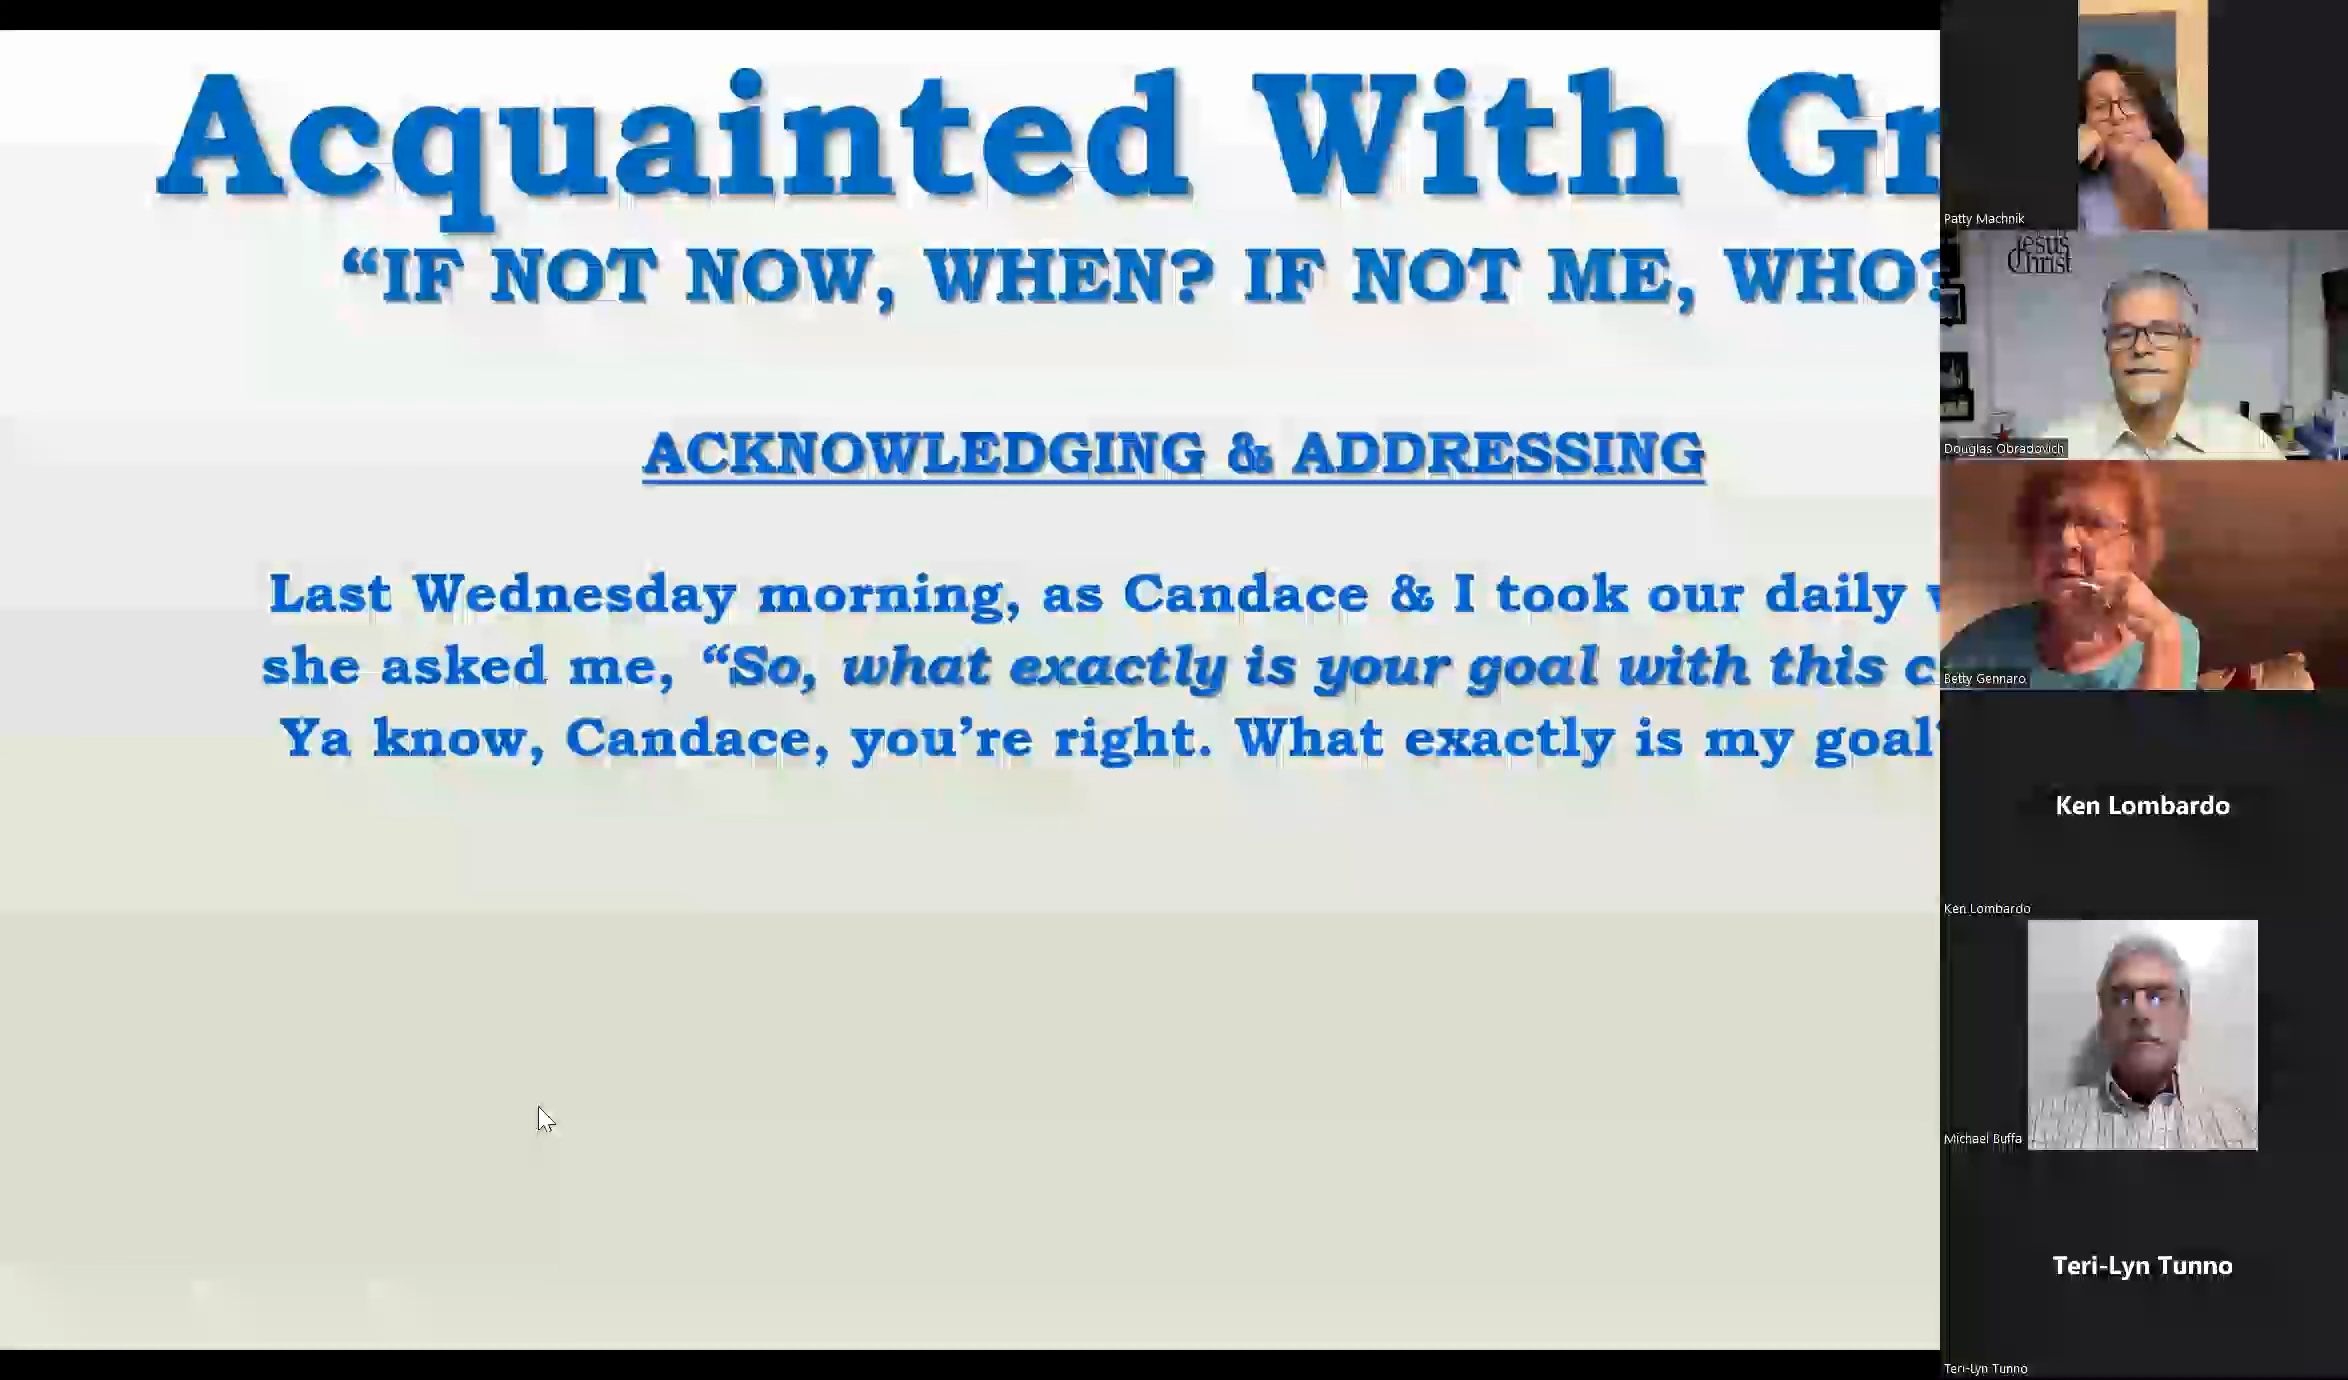 Acquainted With Gr
“IF NOT NOW, WHEN? IF NOT ME, WHO?
ACKNOWLEDGING & ADDRESSING
Last Wednesday morning, as Candace & I took our daily
she asked me, “So, what exactly is your goal with this c
Ya know, Candace, you’re right. What exactly is my goal
Patty Machnik
Jesus
Christ
Douglas Obradovich
Betty Gennaro
Ken Lombardo
Ken Lombardo
Michael Buffa
Teri-Lyn Tunno
Teri-Lyn Tunno